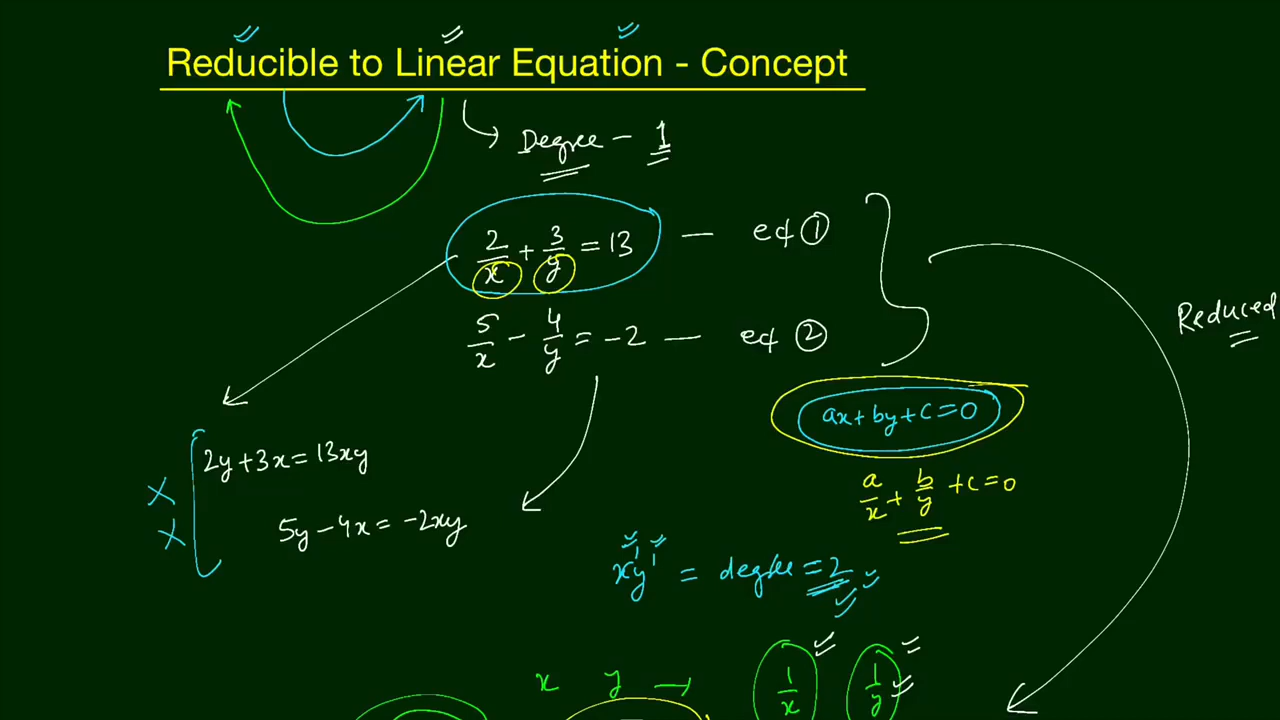 Reducible to Linear Equation - Concept
Degree - 1
2/x + 3/y = 13 — eq ①
5/x - 4/y = -2 — eq ②
Reduced
ax + by + c = 0
2y + 3x = 13xy
a/x + b/y + c = 0
5y - 4x = -2xy
x¹y¹ = degree = 2
x y → 1/x 1/y